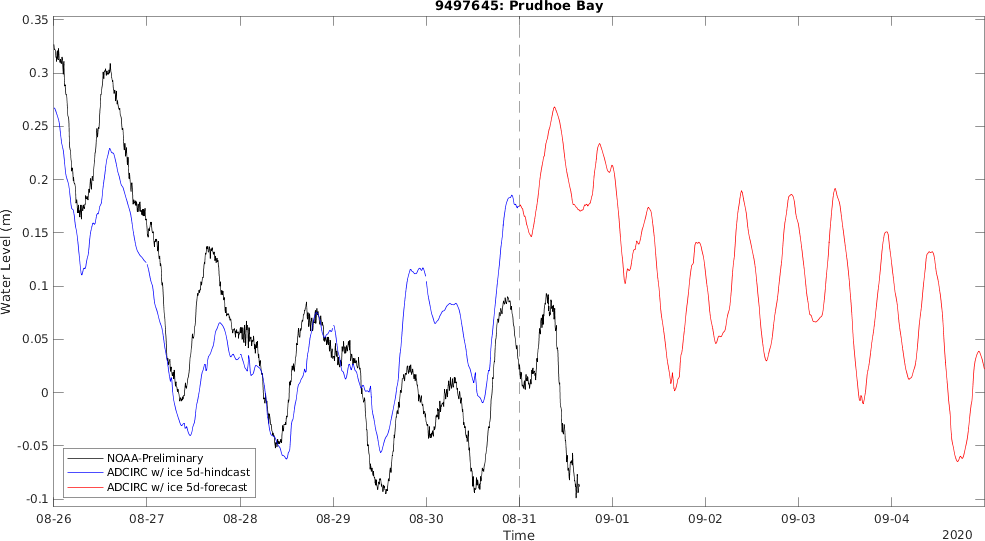 9497645: Prudhoe Bay
0.35
0.3
0.25
0.2
0.15
0.1
0.05
0
-0.05
-0.1
Water Level (m)
NOAA-Preliminary
ADCIRC w/ ice 5d-hindcast
ADCIRC w/ ice 5d-forecast
08-26 08-27 08-28 08-29 08-30 08-31 09-01 09-02 09-03 09-04
Time
2020